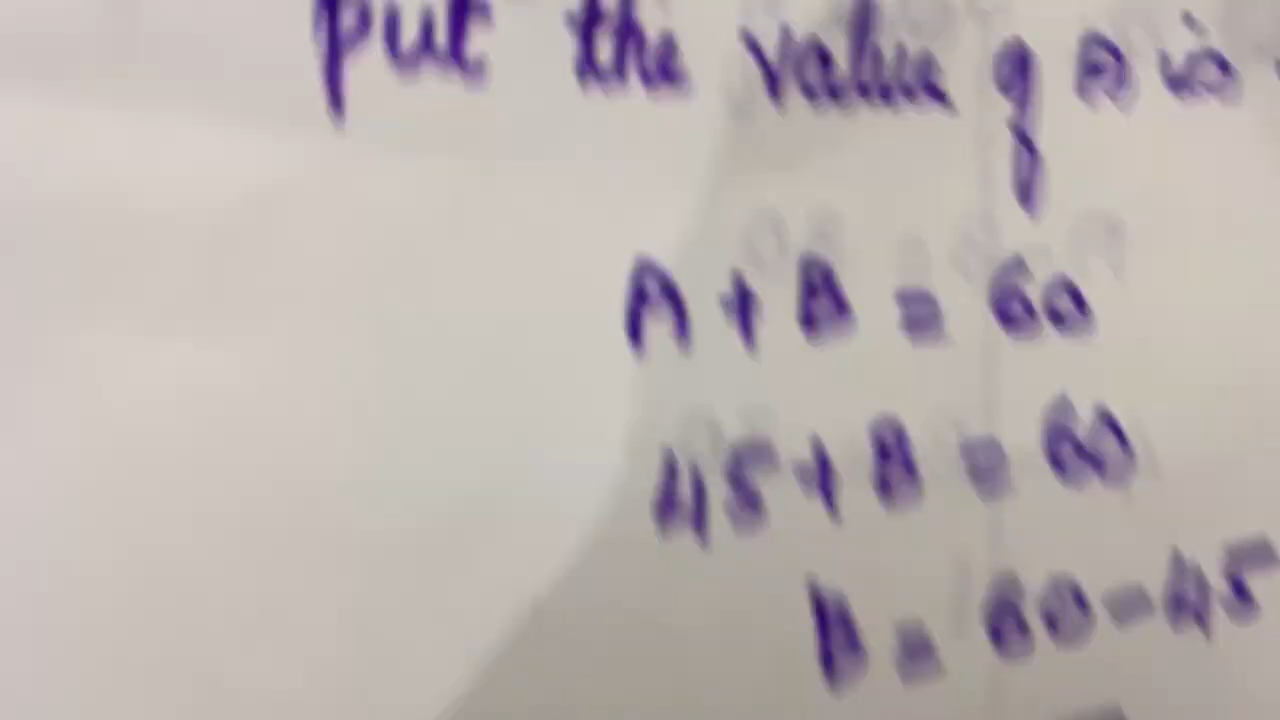 put the value of A in
A + B = 60
45 + B = 60
B = 60 - 45